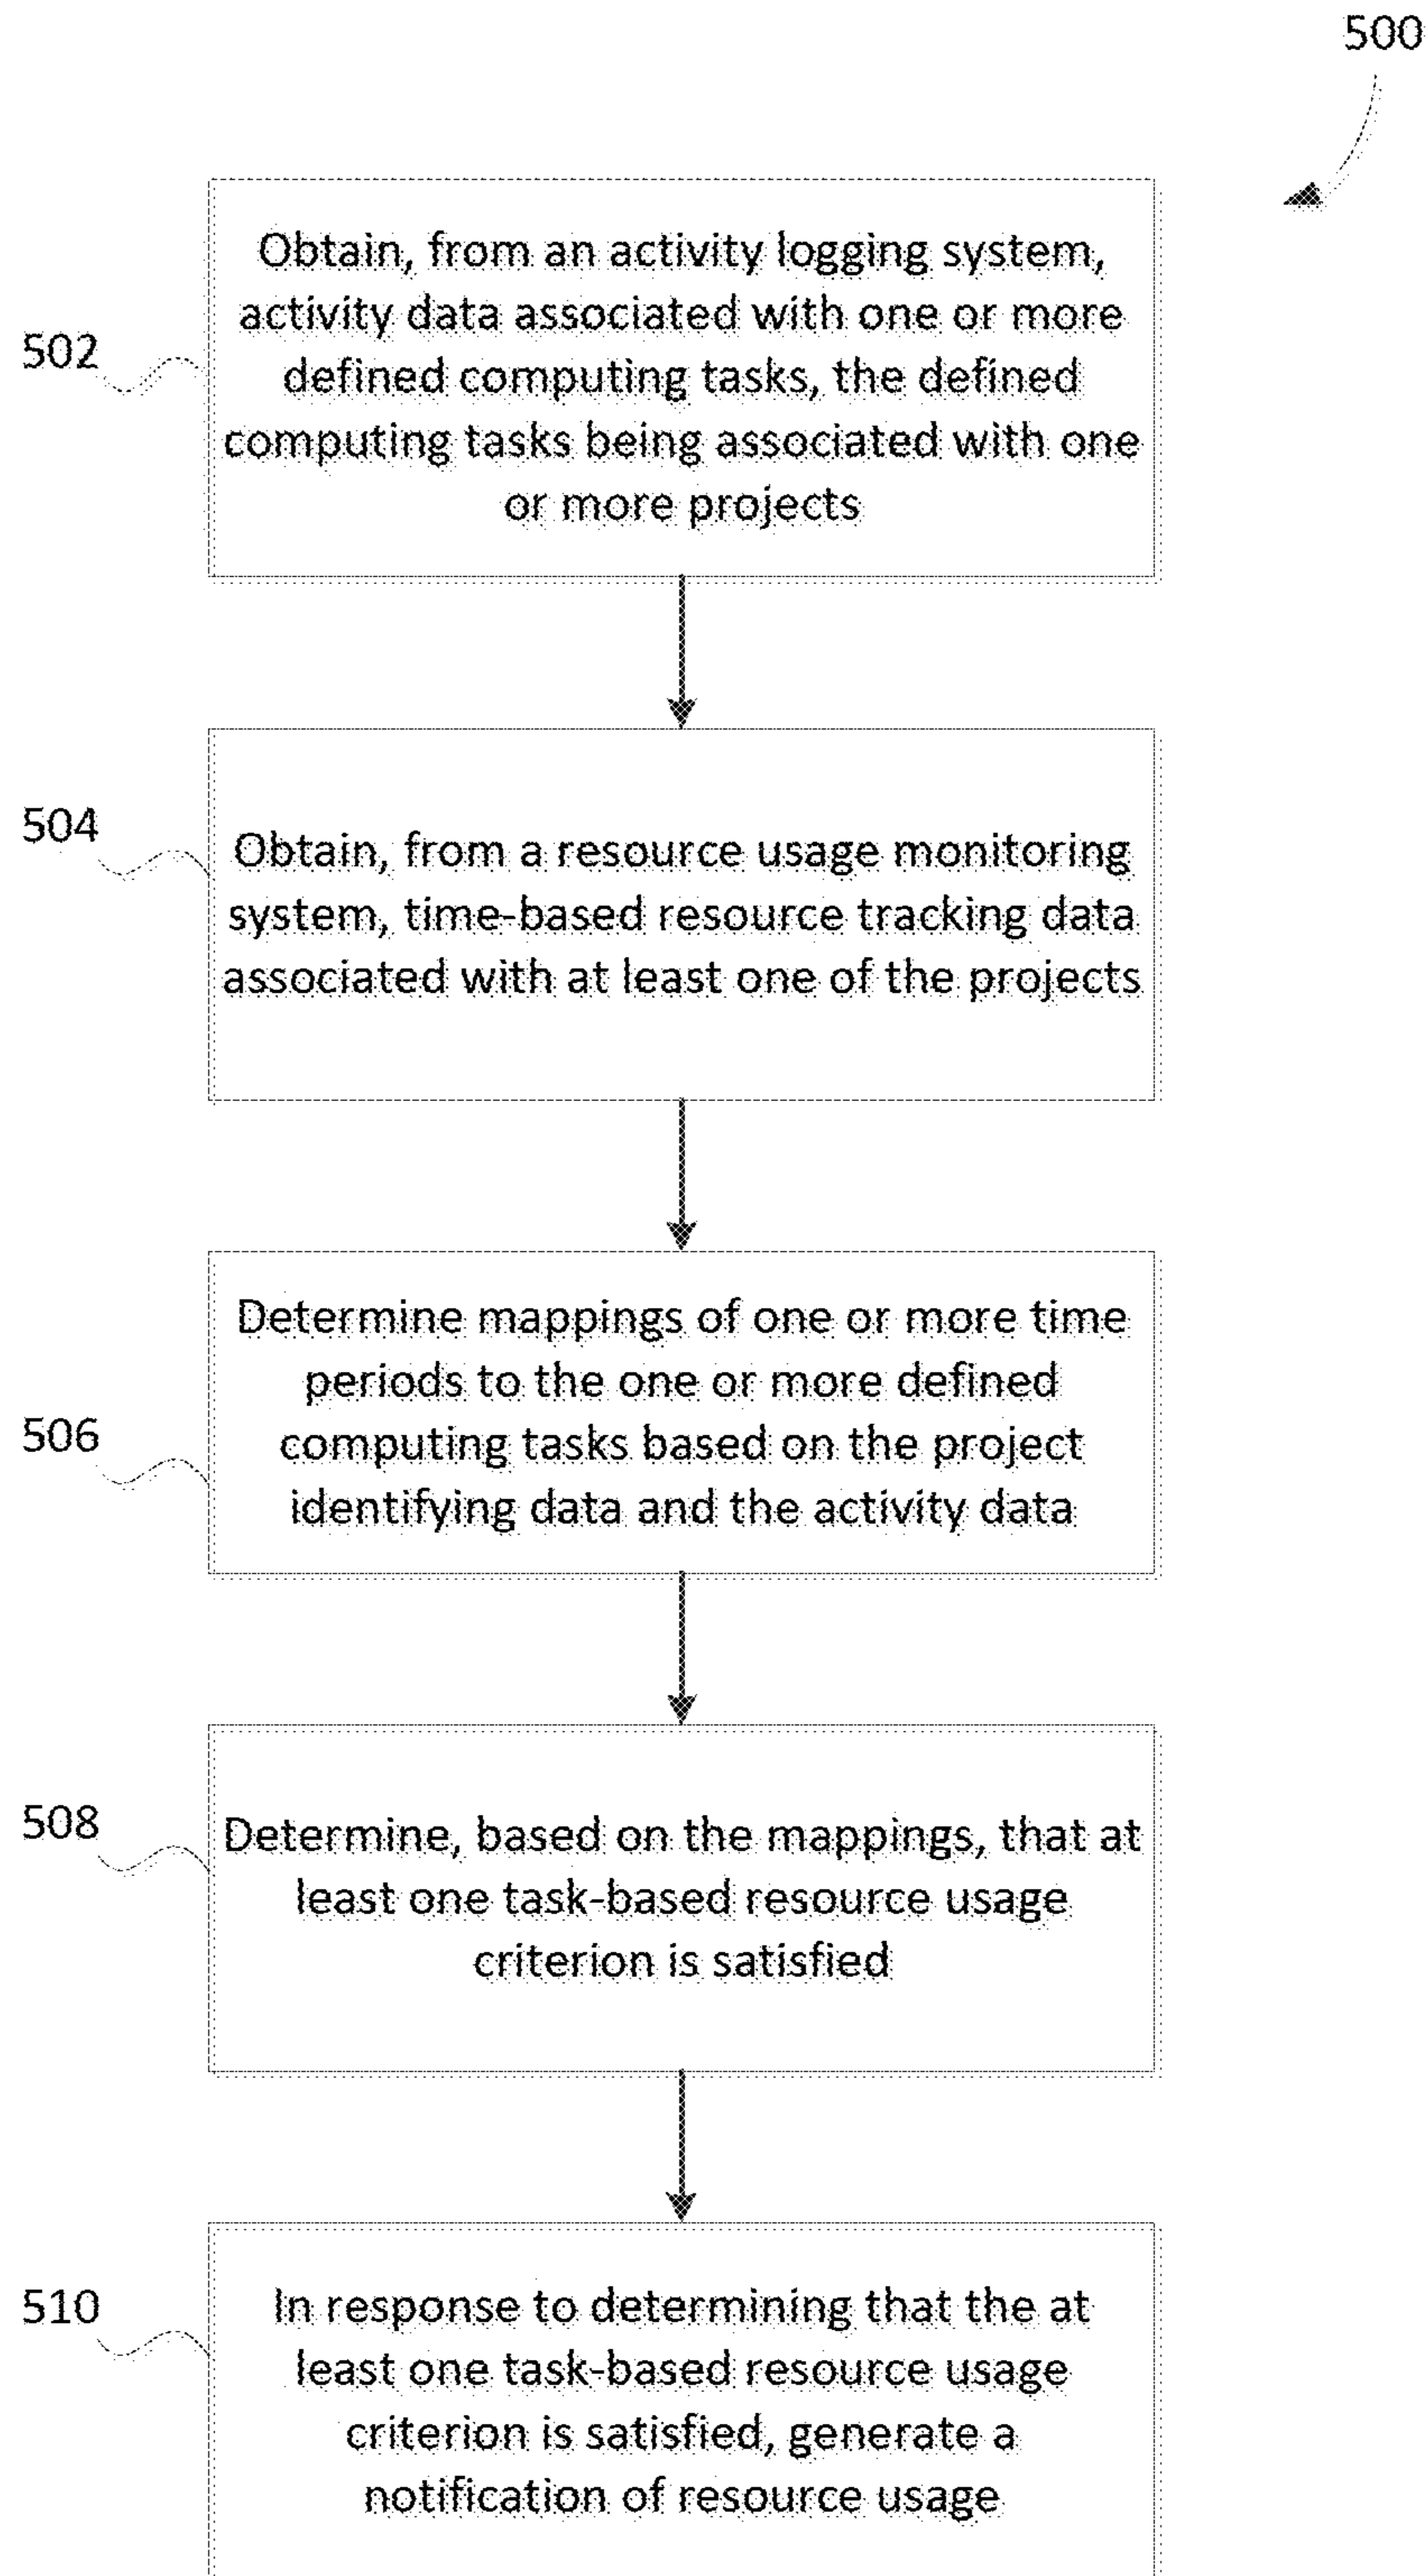 500
502
Obtain, from an activity logging system,
activity data associated with one or more
defined computing tasks, the defined
computing tasks being associated with one
or more projects
504
Obtain, from a resource usage monitoring
system, time-based resource tracking data
associated with at least one of the projects
506
Determine mappings of one or more time
periods to the one or more defined
computing tasks based on the project
identifying data and the activity data
508
Determine, based on the mappings, that at
least one task-based resource usage
criterion is satisfied
510
In response to determining that the at
least one task-based resource usage
criterion is satisfied, generate a
notification of resource usage